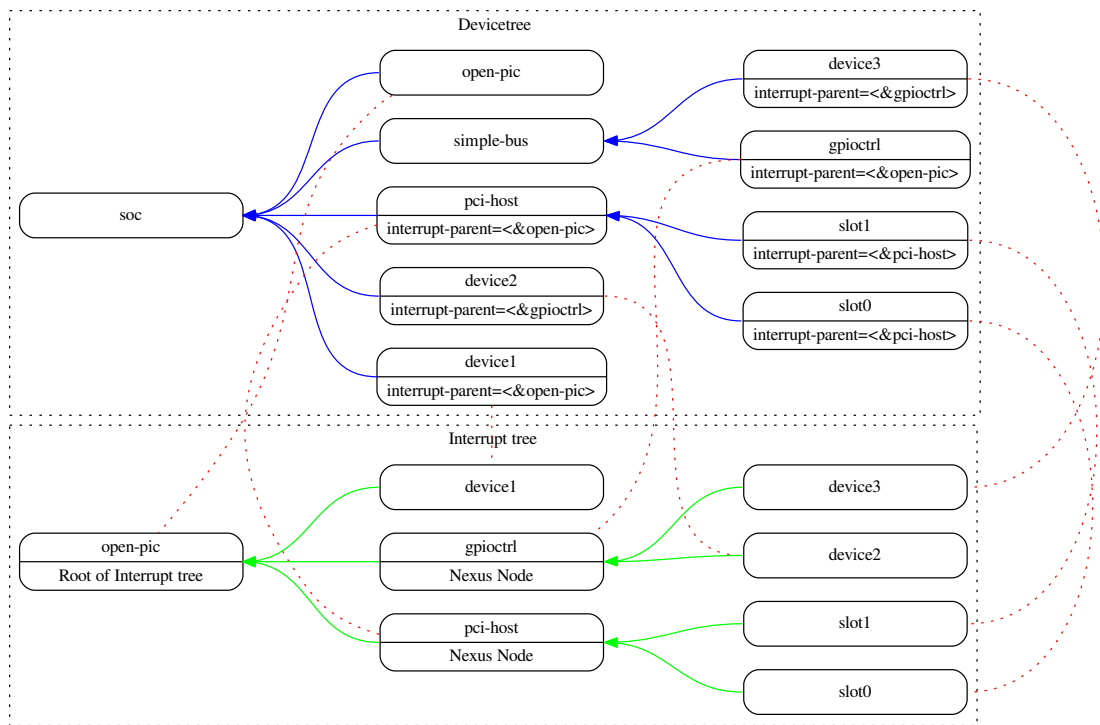 Devicetree
open-pic
device3
interrupt-parent=<&gpioctrl>
simple-bus
gpioctrl
interrupt-parent=<&open-pic>
soc
pci-host
interrupt-parent=<&open-pic>
slot1
interrupt-parent=<&pci-host>
device2
interrupt-parent=<&gpioctrl>
slot0
interrupt-parent=<&pci-host>
device1
interrupt-parent=<&open-pic>
Interrupt tree
device1
device3
open-pic
Root of Interrupt tree
gpioctrl
Nexus Node
device2
pci-host
Nexus Node
slot1
slot0